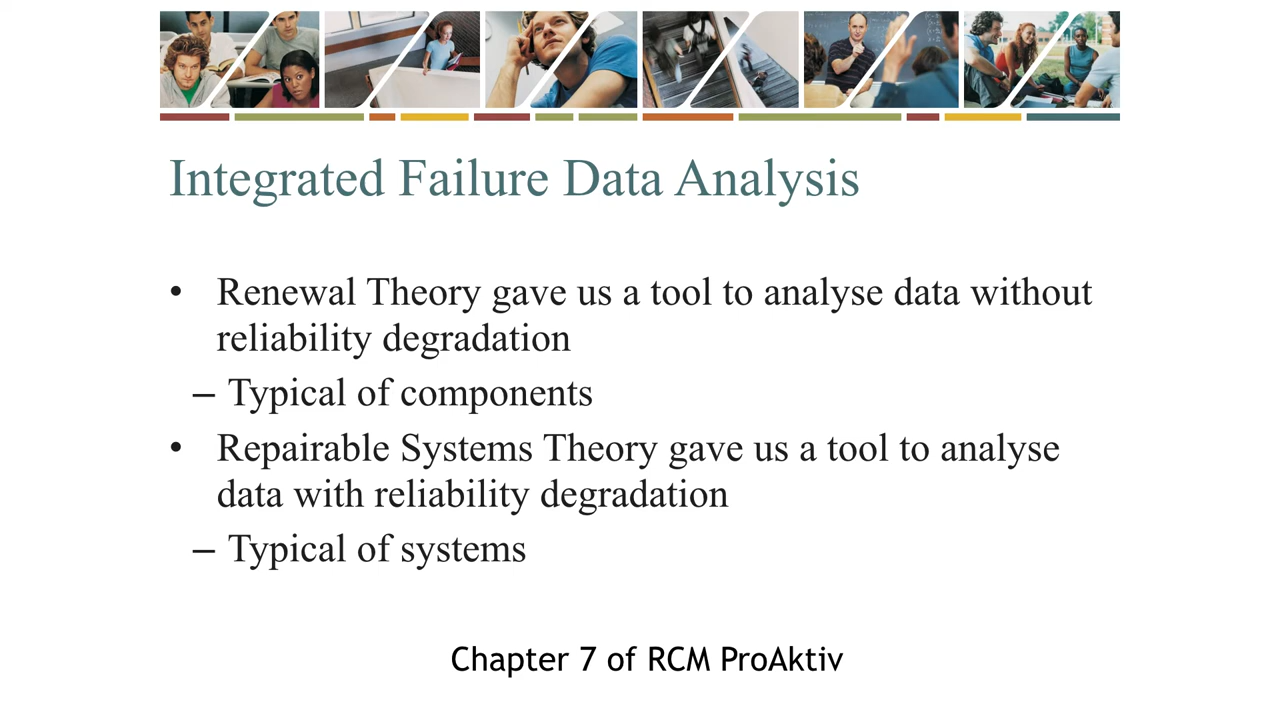 Integrated Failure Data Analysis
• Renewal Theory gave us a tool to analyse data without
reliability degradation
– Typical of components
• Repairable Systems Theory gave us a tool to analyse
data with reliability degradation
– Typical of systems
Chapter 7 of RCM ProAktiv